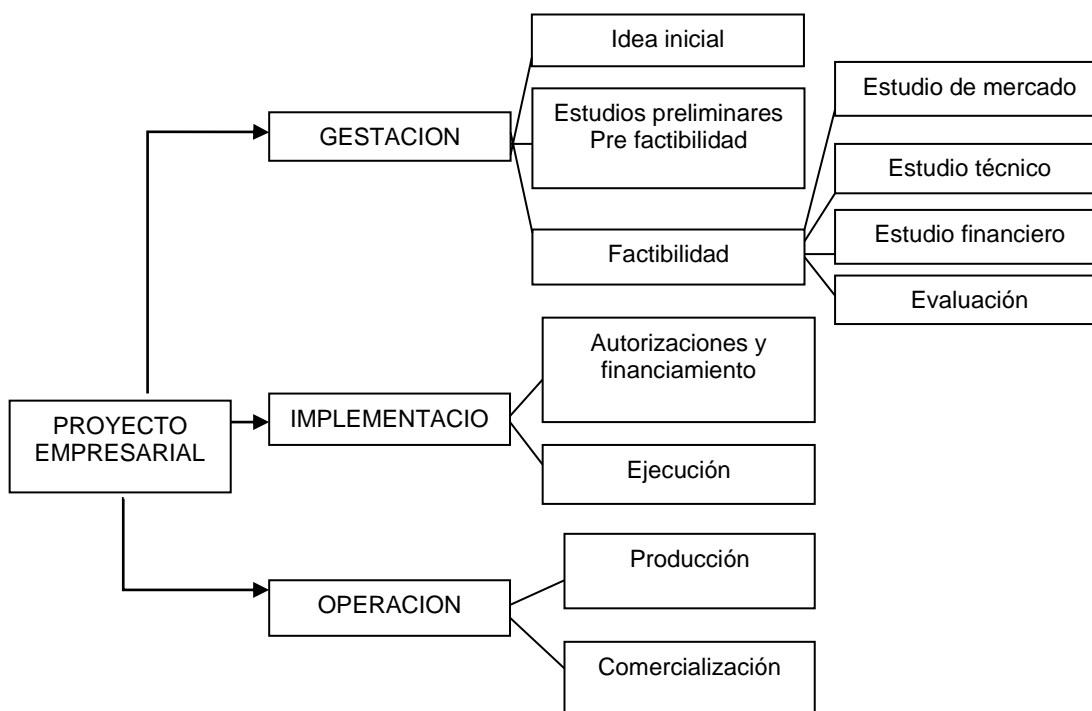 Idea inicial
Estudio de mercado
Estudios preliminares
Pre factibilidad
GESTACION
Estudio técnico
Estudio financiero
Factibilidad
Evaluación
Autorizaciones y
financiamiento
PROYECTO
EMPRESARIAL
IMPLEMENTACIO
Ejecución
Producción
OPERACION
Comercialización